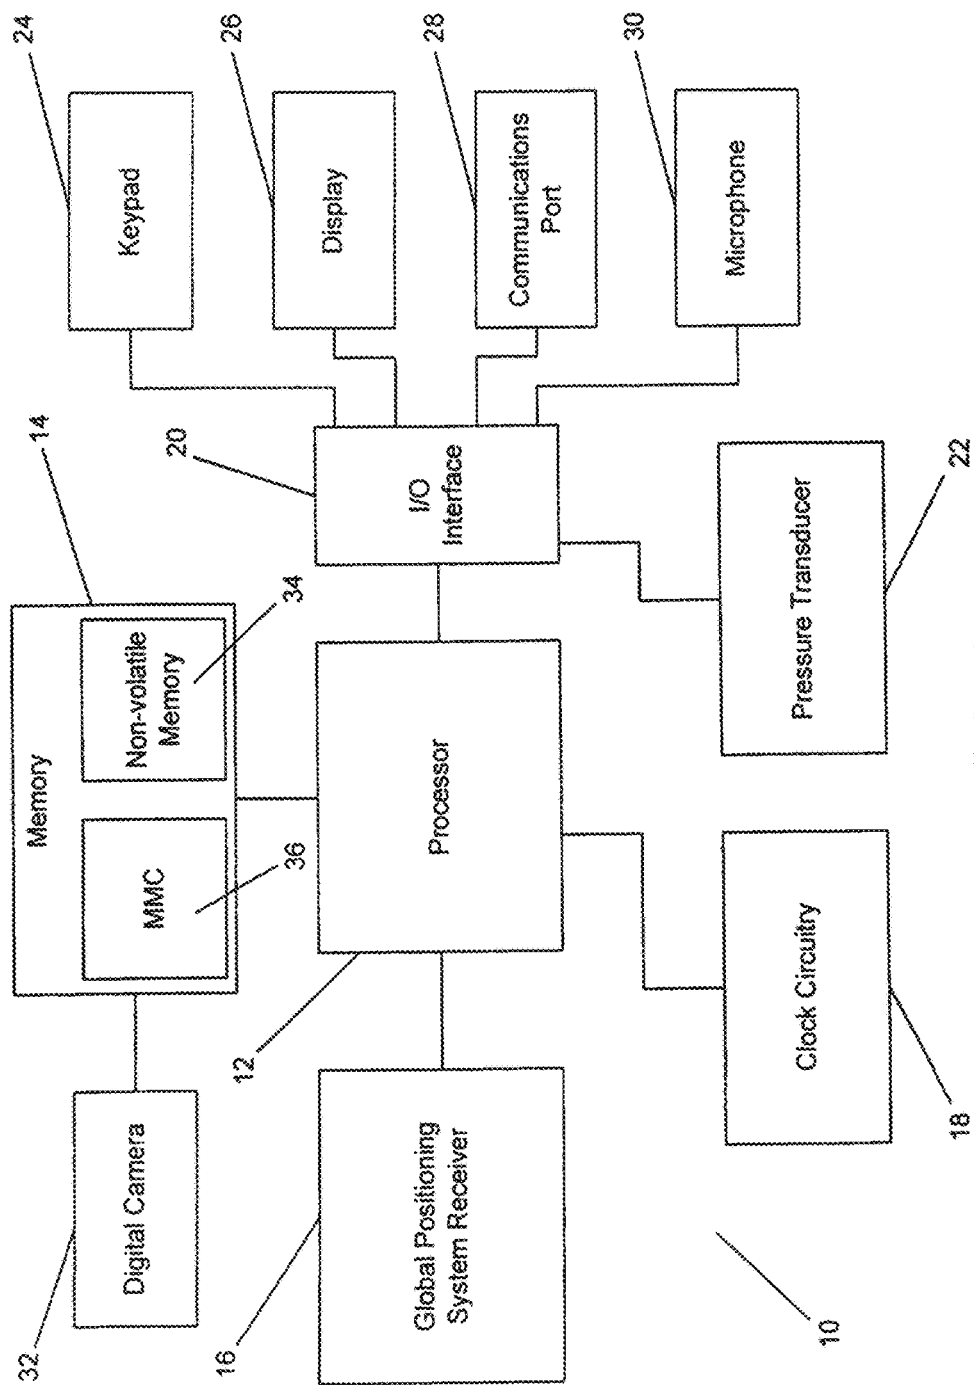 32
Digital Camera
Memory
14
MMC
Non-volatile
Memory
36
34
24
Keypad
26
Display
28
Communications
Port
30
Microphone
20
I/O
Interface
12
Processor
16
Global Positioning
System Receiver
10
Clock Circuitry
18
Pressure Transducer
22